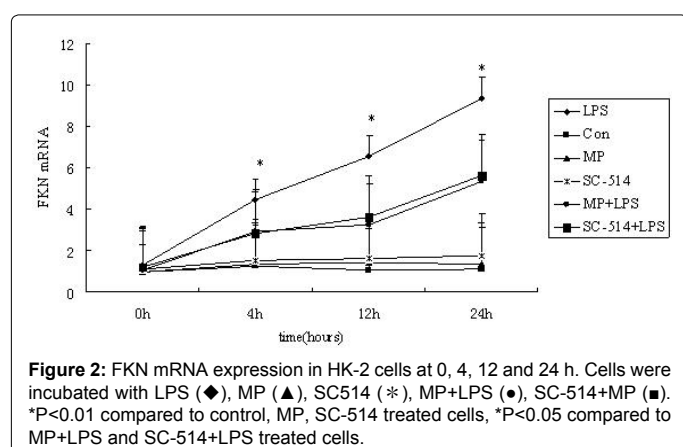 12
10
8
6
4
2
0
FKN mRNA
*
*
*
0h
4h
12h
24h
time(hours)
LPS
Con
MP
SC-514
MP+LPS
SC-514+LPS
Figure 2: FKN mRNA expression in HK-2 cells at 0, 4, 12 and 24 h. Cells were
incubated with LPS (◆), MP (▲), SC514 (✳), MP+LPS (●), SC-514+MP (■).
*P<0.01 compared to control, MP, SC-514 treated cells, *P<0.05 compared to
MP+LPS and SC-514+LPS treated cells.